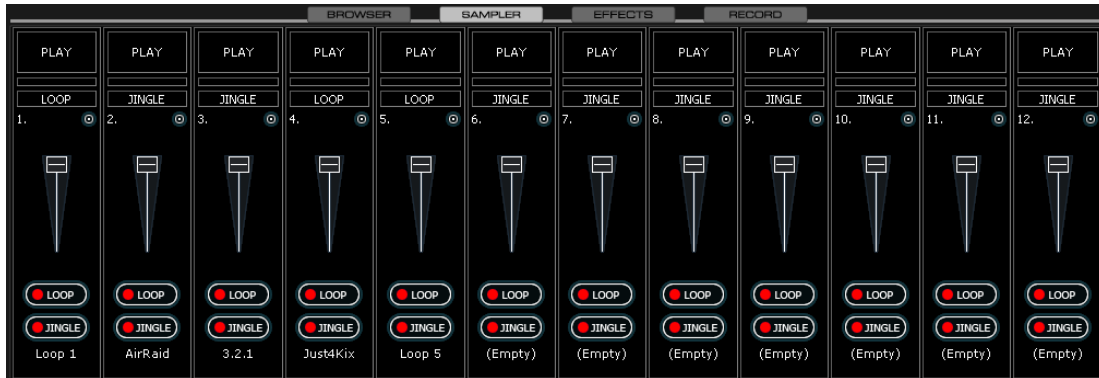 BROWSER SAMPLER EFFECTS RECORD
PLAY PLAY PLAY PLAY PLAY PLAY PLAY PLAY PLAY PLAY PLAY PLAY
LOOP JINGLE JINGLE LOOP LOOP JINGLE JINGLE JINGLE JINGLE JINGLE JINGLE JINGLE
1. 2. 3. 4. 5. 6. 7. 8. 9. 10. 11. 12.
LOOP LOOP LOOP LOOP LOOP LOOP LOOP LOOP LOOP LOOP LOOP LOOP
JINGLE JINGLE JINGLE JINGLE JINGLE JINGLE JINGLE JINGLE JINGLE JINGLE JINGLE JINGLE
Loop 1 AirRaid 3.2.1 Just4Kix Loop 5 (Empty) (Empty) (Empty) (Empty) (Empty) (Empty) (Empty)